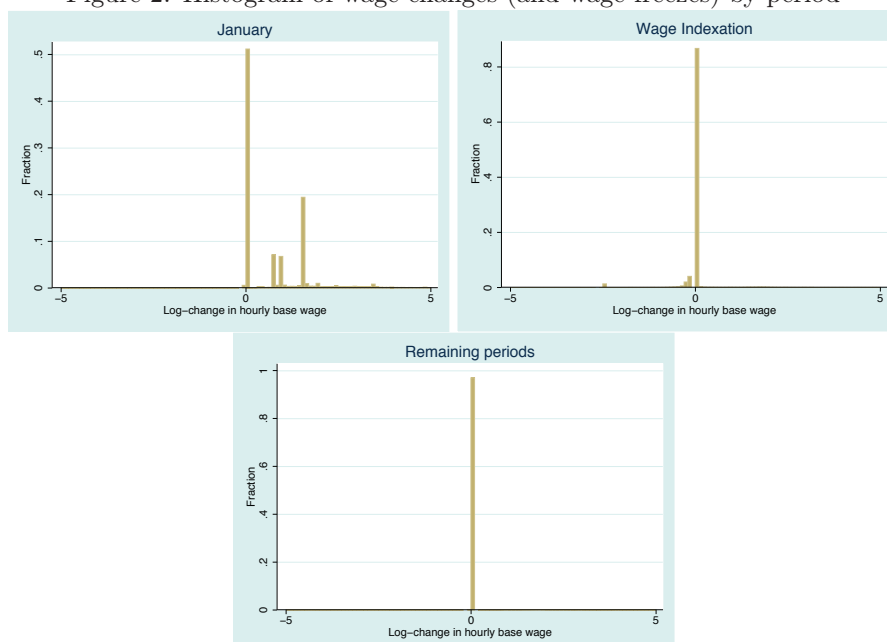 Figure 2: Histogram of wage changes (and wage freezes) by period
January
Fraction
.5
.4
.3
.2
.1
0
−5
0
5
Log−change in hourly base wage
Wage Indexation
Fraction
.8
.6
.4
.2
0
−5
0
5
Log−change in hourly base wage
Remaining periods
Fraction
1
.8
.6
.4
.2
0
−5
0
5
Log−change in hourly base wage